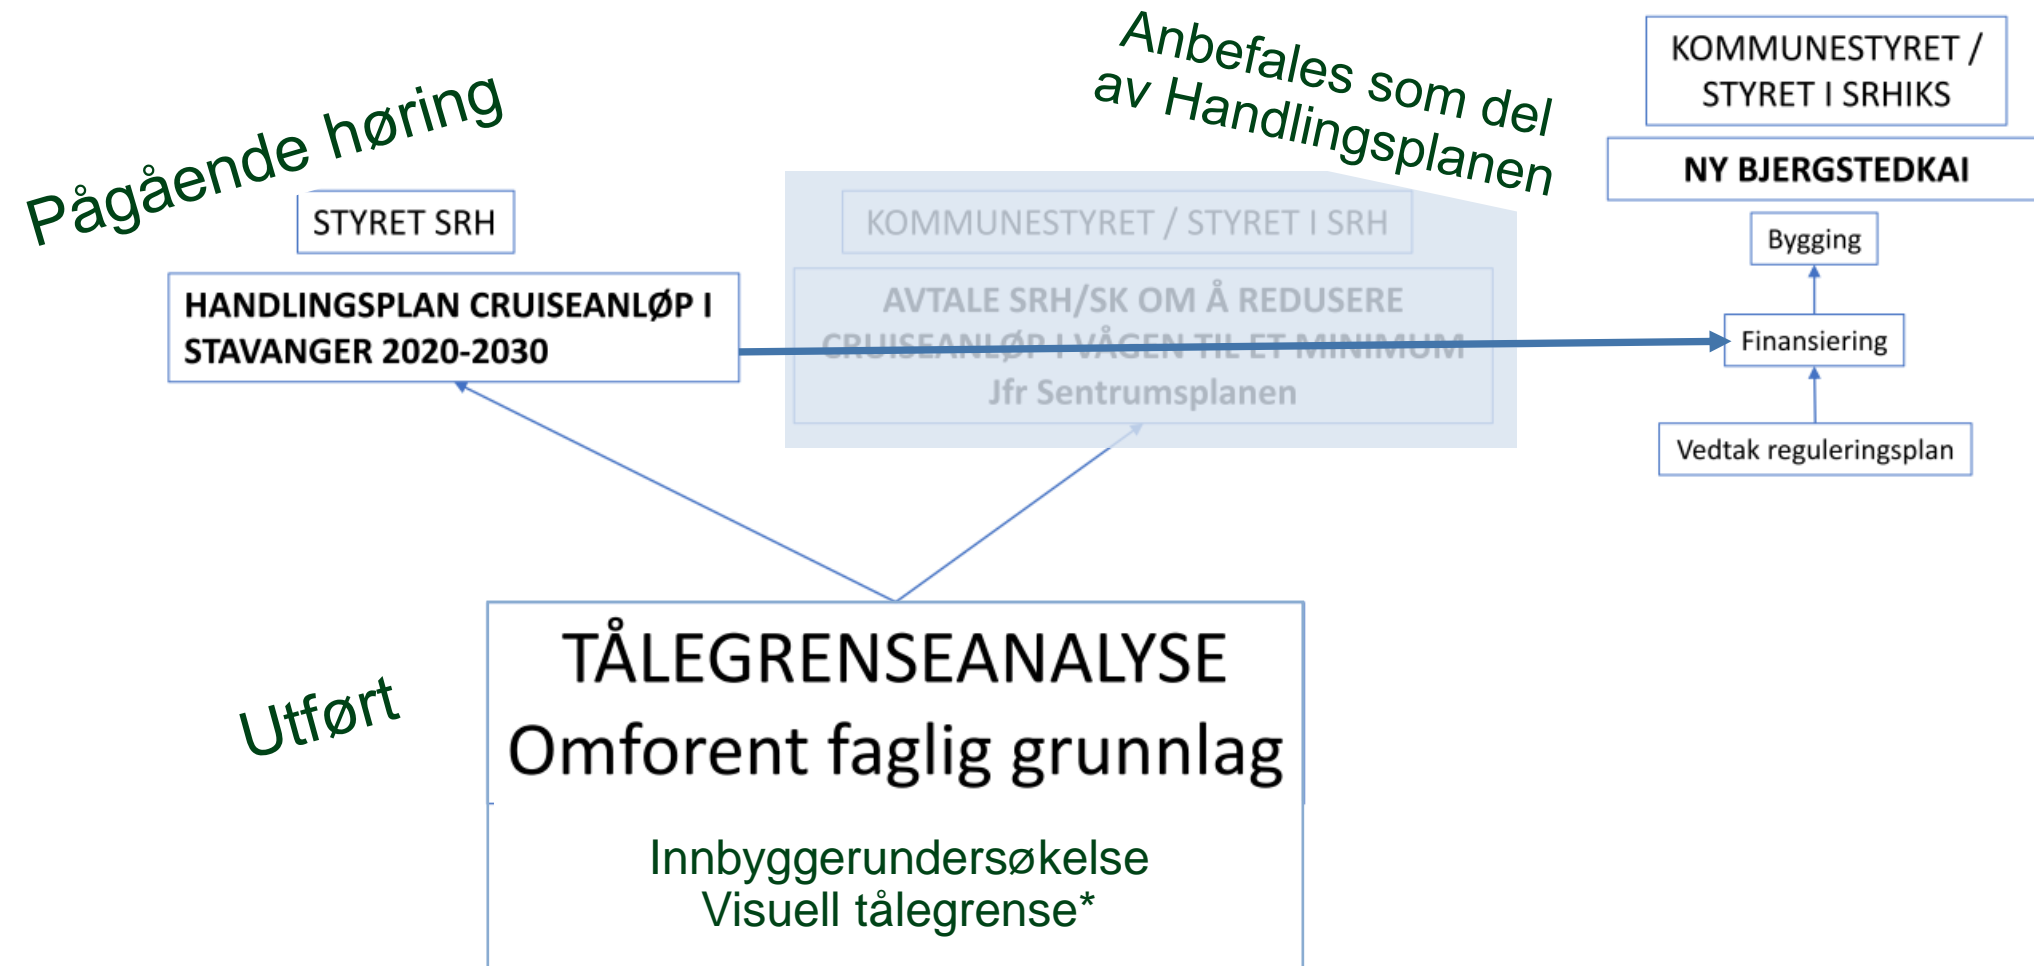 Pågående høring
STYRET SRH
HANDLINGSPLAN CRUISEANLØP I
STAVANGER 2020-2030
Anbefales som del
av Handlingsplanen
KOMMUNESTYRET / STYRET I SRH
AVTALE SRH/SK OM Å REDUSERE
CRUISEANLØP I VÅGEN TIL ET MINIMUM
Jfr Sentrumsplanen
KOMMUNESTYRET /
STYRET I SRHIKS
NY BJERGSTEDKAI
Bygging
Finansiering
Vedtak reguleringsplan
Utført
TÅLEGRENSEANALYSE
Omforent faglig grunnlag
Innbyggerundersøkelse
Visuell tålegrense*